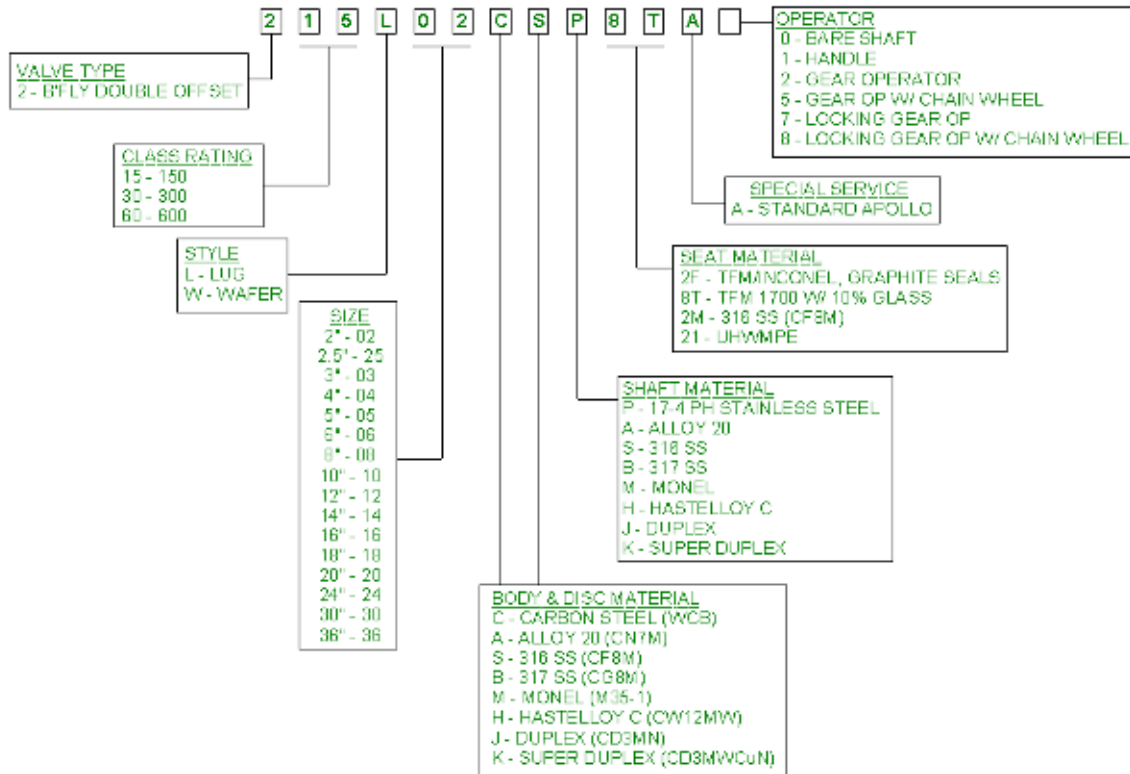 2 1 5 L 0 2 C S P 8 T A
OPERATOR
0 - BARE SHAFT
1 - HANDLE
2 - GEAR OPERATOR
5 - GEAR OP W/ CHAIN WHEEL
7 - LOCKING GEAR OP
8 - LOCKING GEAR OP W/ CHAIN WHEEL
VALVE TYPE
2 - B'FLY DOUBLE OFFSET
CLASS RATING
15 - 150
30 - 300
60 - 600
SPECIAL SERVICE
A - STANDARD APOLLO
STYLE
L - LUG
W - WAFER
SEAT MATERIAL
2F - TFM/INCONEL, GRAPHITE SEALS
8T - TFM 1700 W/ 10% GLASS
2M - 316 SS (CF8M)
21 - UHWMPE
SIZE
2" - 02
2.5" - 25
3" - 03
4" - 04
5" - 05
6" - 06
8" - 08
10" - 10
12" - 12
14" - 14
16" - 16
18" - 18
20" - 20
24" - 24
30" - 30
36" - 36
SHAFT MATERIAL
P - 17-4 PH STAINLESS STEEL
A - ALLOY 20
S - 316 SS
B - 317 SS
M - MONEL
H - HASTELLOY C
J - DUPLEX
K - SUPER DUPLEX
BODY & DISC MATERIAL
C - CARBON STEEL (WCB)
A - ALLOY 20 (CN7M)
S - 316 SS (CF8M)
B - 317 SS (CG8M)
M - MONEL (M35-1)
H - HASTELLOY C (CW12MW)
J - DUPLEX (CD3MN)
K - SUPER DUPLEX (CD3MWCuN)